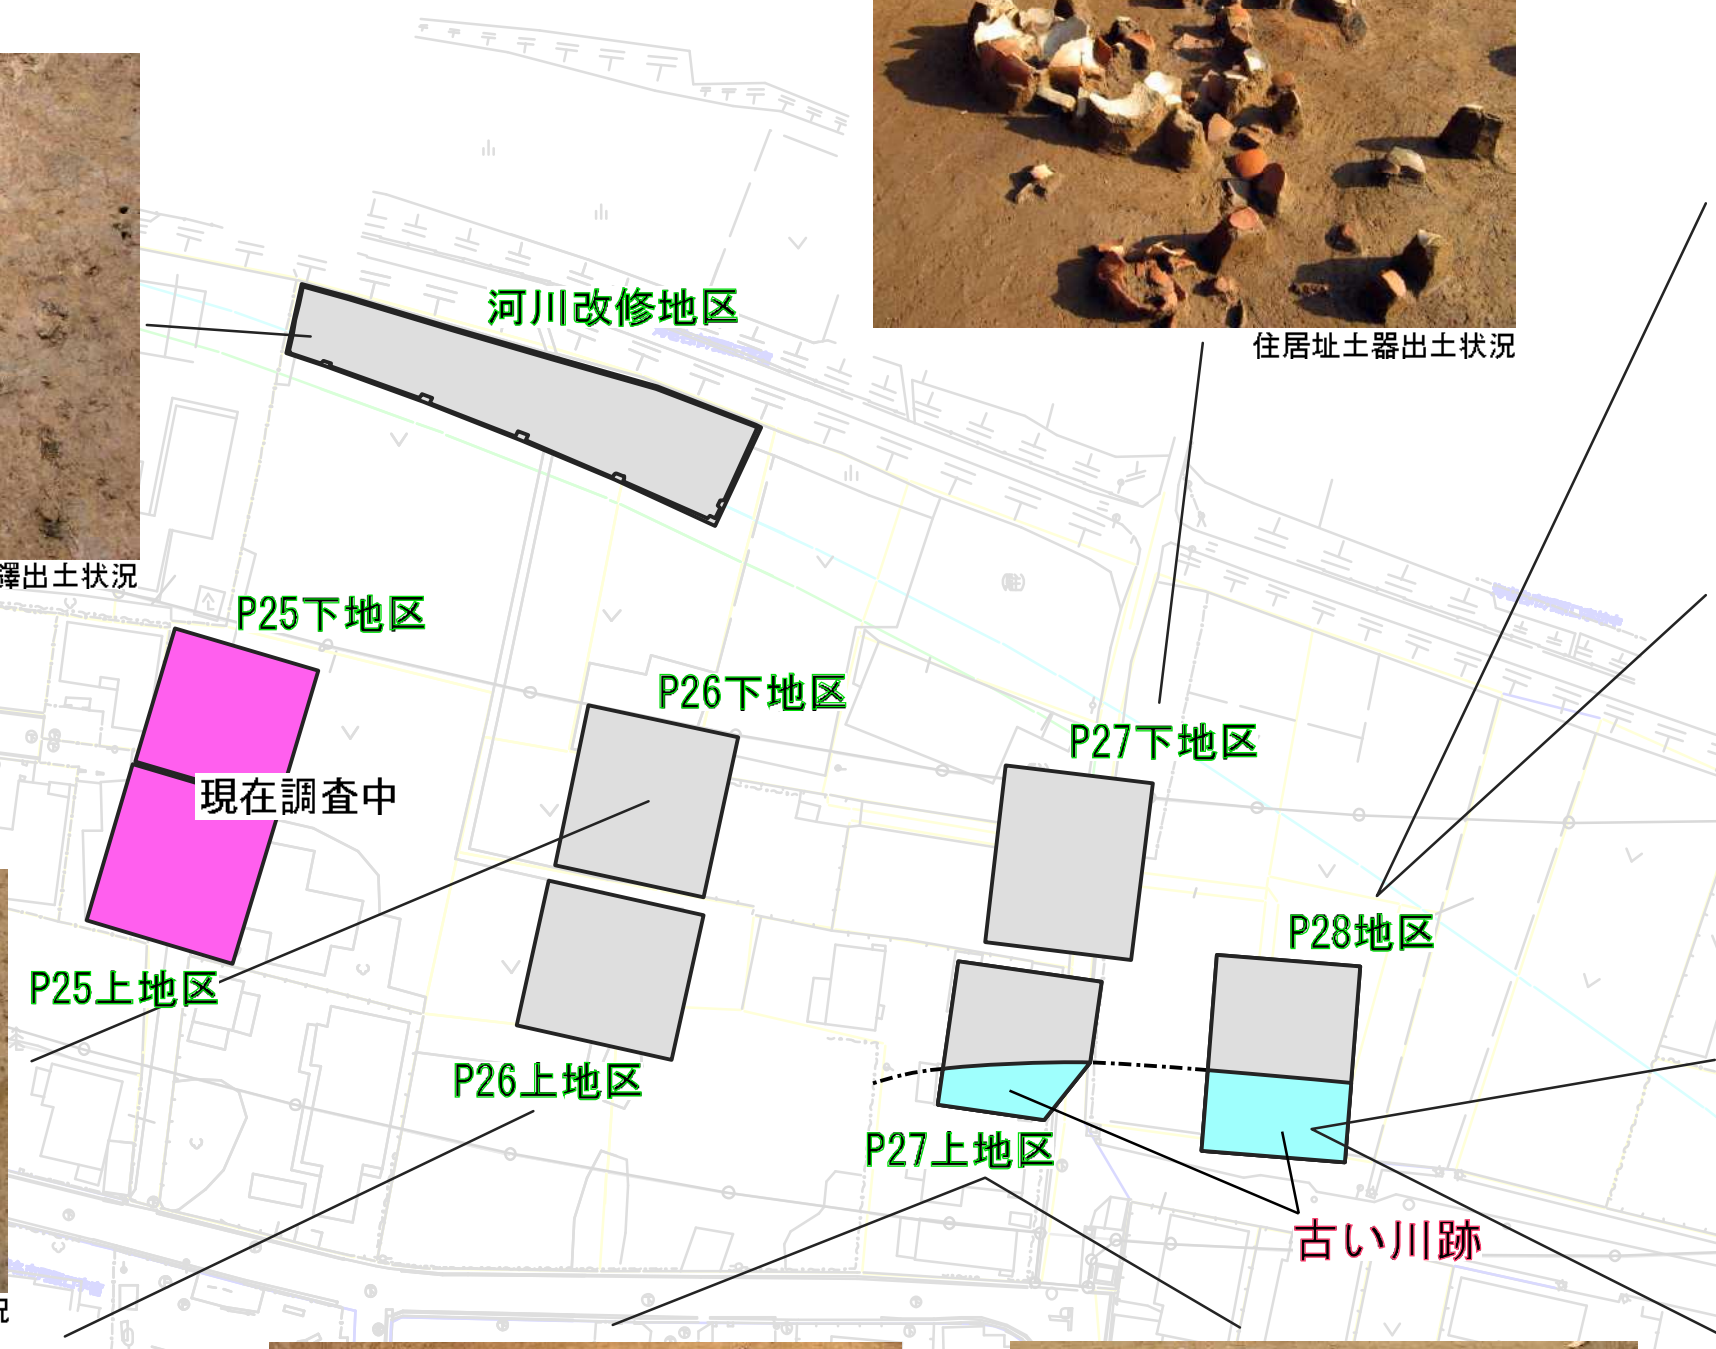 河川改修地区
住居址土器出土状況
鐸出土状況
P25下地区
P26下地区
P27下地区
現在調査中
P28地区
P25上地区
P26上地区
P27上地区
古い川跡
況